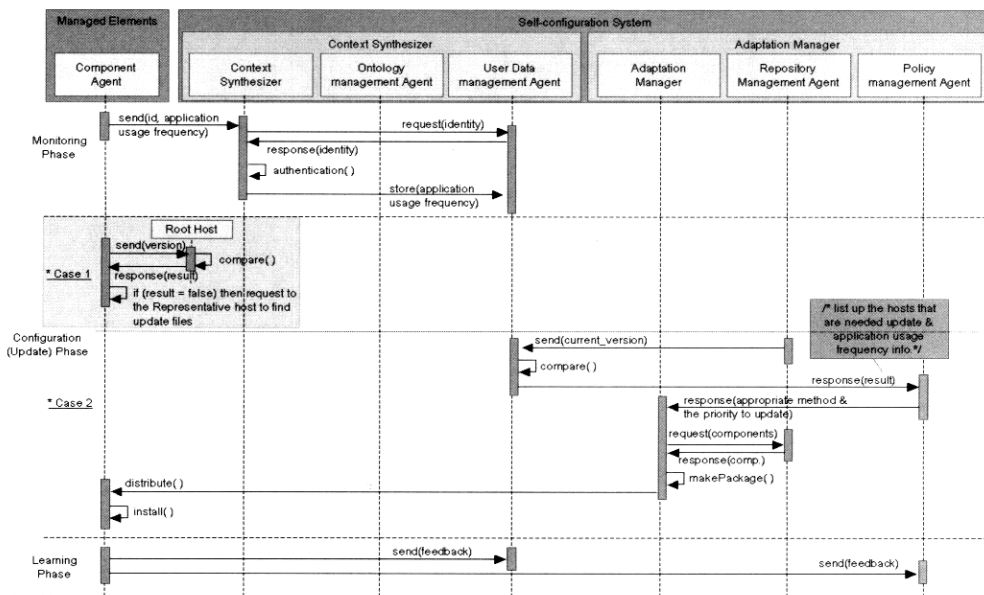 Managed Elements
Self-configuration System
Context Synthesizer
Adaptation Manager
Component
Agent
Context
Synthesizer
Ontology
management Agent
User Data
management Agent
Adaptation
Manager
Repository
Management Agent
Policy
management Agent
Monitoring
Phase
send(id, application
usage frequency)
request(identity)
response(identity)
authentication( )
store(application
usage frequency)
* Case 1
Root Host
send(version)
compare( )
response(result)
if (result = false) then request to
the Representative host to find
update files
Configuration
(Update) Phase
/* list up the hosts that
are needed update &
application usage
frequency info.*/
send(current_version)
compare( )
response(result)
* Case 2
response(appropriate method &
the priority to update)
request(components)
response(comp.)
makePackage( )
distribute( )
install( )
Learning
Phase
send(feedback)
send(feedback)